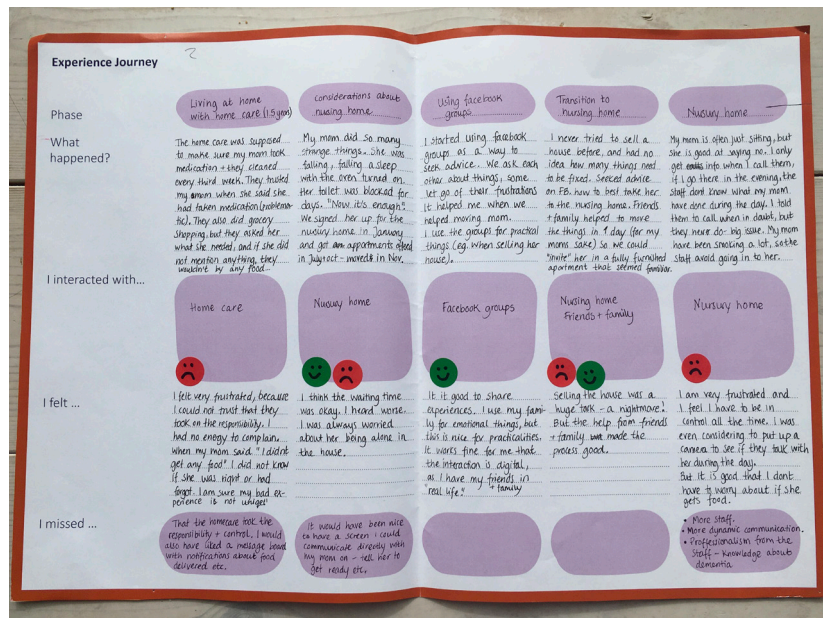 2
Experience Journey
Phase
Living at home
with home care (1.5 years)
Considerations about
nusing home
Using facebook
groups
Transition to
nursing home
Nusury home
What
happened?
The home care was supposed
to make sure my mom took
medication + they cleaned
every third week. They trusted
my mom when she said she
had taken medication (problema-
tic). They also did grocery
shopping, but they asked her
what she needed, and if she did
not mention anything, they
wouldn't by any food
My mom did so many
strange things. She was
falling, falling asleep
with the oven turned on.
Her toilet was blocked for
days. "Now it's enough".
We signed her up for the
nusury home in January
and got appartments offered
in July + oct - moved in Nov.
I started using facebook
groups as a way to
seek advice. We ask each
other about things, some
let go of their frustrations
It helped me when we
helped moving mom.
I use the groups for practical
things (eg. when selling her
house).
I never tried to sell a
house before, and had no
idea how many things need
to be fixed. Seeked advice
on FB. how to best take her
to the nursing home. Friends
+ family helped to move
the things in 1 day (for my
moms sake) so we could
"invite" her in a fully furnished
apartment that seemed familiar.
My mom is often just sitting, but
she is good at saying no. I only
get info when I call them,
if I go there in the evening, the
staff dont know what my mom
have done during the day. I told
them to call when in doubt, but
they never do - big issue. My mom
have been smoking a lot, so the
staff avoid going in to her.
I interacted with...
Home care
Nusury home
Facebook groups
Nursing home
Friends + family
Nursury home
I felt ...
I felt very frustrated, because
I could not trust that they
took on the responsibility. I
had no energy to complain.
When my mom said "I didnt
get any food" I did not know
if she was right or had
forgot. I am sure my bad ex-
perience is not unique!
I think the waiting time
was okay. I heard worse.
I was always worried
about her being alone in
the house.
It it good to share
experiences. I use my fami-
ly for emotional things, but
this is nice for practicalities.
It works fine for me that
the interaction is digital,
as I have my friends in
+ family
"real life".
Selling the house was a
huge task - a nightmare!
But the help from friends
+ family made the
process good.
I am very frustrated and
I feel I have to be in
control all the time. I was
even considering to put up a
camera to see if they talk with
her during the day.
But it is good that I dont
have to worry about if she
gets food.
I missed ...
That the homecare took the
responsibility + control. I would
also have liked a message board
with notifications about food
delivered etc.
It would have been nice
to have a screen i could
communicate directly with
my mom on - tell her to
get ready etc.
• More staff.
• More dynamic communication.
• Proffessionalism from the
staff - knowledge about
dementia